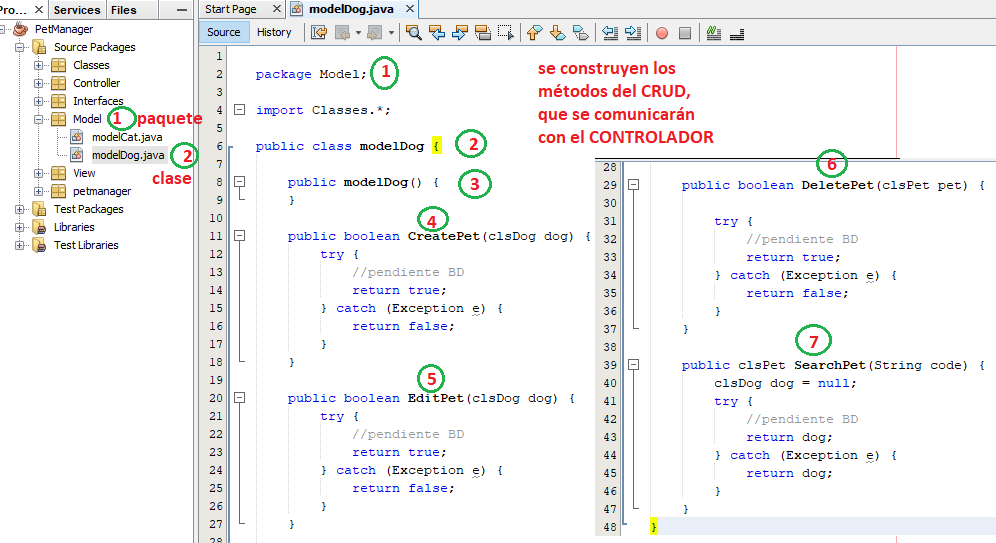 Pro... × Services Files
PetManager
Source Packages
Classes
Controller
Interfaces
Model 1 paquete
modelCat.java
modelDog.java 2
clase
View
petmanager
Test Packages
Libraries
Test Libraries
Start Page × modelDog.java ×
Source History
1
2 package Model; 1
3
4 import Classes.*;
5
6 public class modelDog { 2
7
8 public modelDog() { 3
9 }
10 4
11 public boolean CreatePet(clsDog dog) {
12 try {
13 //pendiente BD
14 return true;
15 } catch (Exception e) {
16 return false;
17 }
18 }
19 5
20 public boolean EditPet(clsDog dog) {
21 try {
22 //pendiente BD
23 return true;
24 } catch (Exception e) {
25 return false;
26 }
27 }
se construyen los
métodos del CRUD,
que se comunicarán
con el CONTROLADOR
28 6
29 public boolean DeletePet(clsPet pet) {
30
31 try {
32 //pendiente BD
33 return true;
34 } catch (Exception e) {
35 return false;
36 }
37 }
38 7
39 public clsPet SearchPet(String code) {
40 clsDog dog = null;
41 try {
42 //pendiente BD
43 return dog;
44 } catch (Exception e) {
45 return dog;
46 }
47 }
48 }